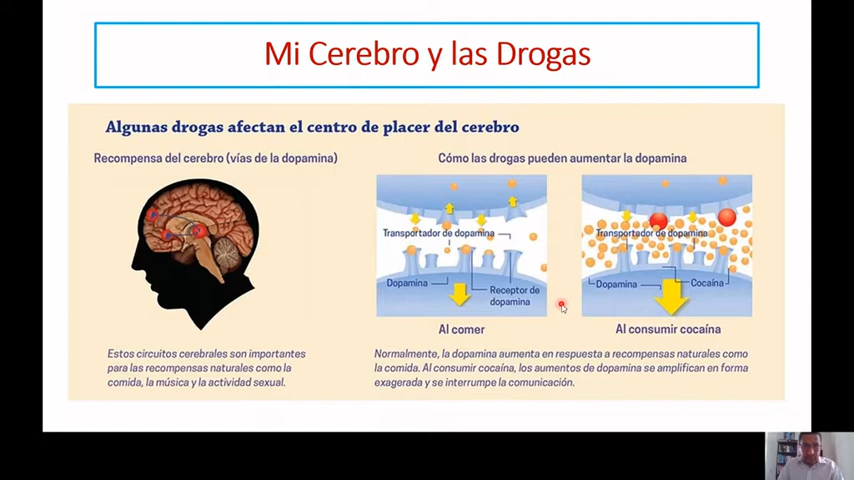 Mi Cerebro y las Drogas
Algunas drogas afectan el centro de placer del cerebro
Recompensa del cerebro (vías de la dopamina)
Estos circuitos cerebrales son importantes
para las recompensas naturales como la
comida, la música y la actividad sexual.
Cómo las drogas pueden aumentar la dopamina
Transportador de dopamina
Dopamina
Receptor de
dopamina
Al comer
Transportador de dopamina
Dopamina
Cocaína
Al consumir cocaína
Normalmente, la dopamina aumenta en respuesta a recompensas naturales como
la comida. Al consumir cocaína, los aumentos de dopamina se amplifican en forma
exagerada y se interrumpe la comunicación.